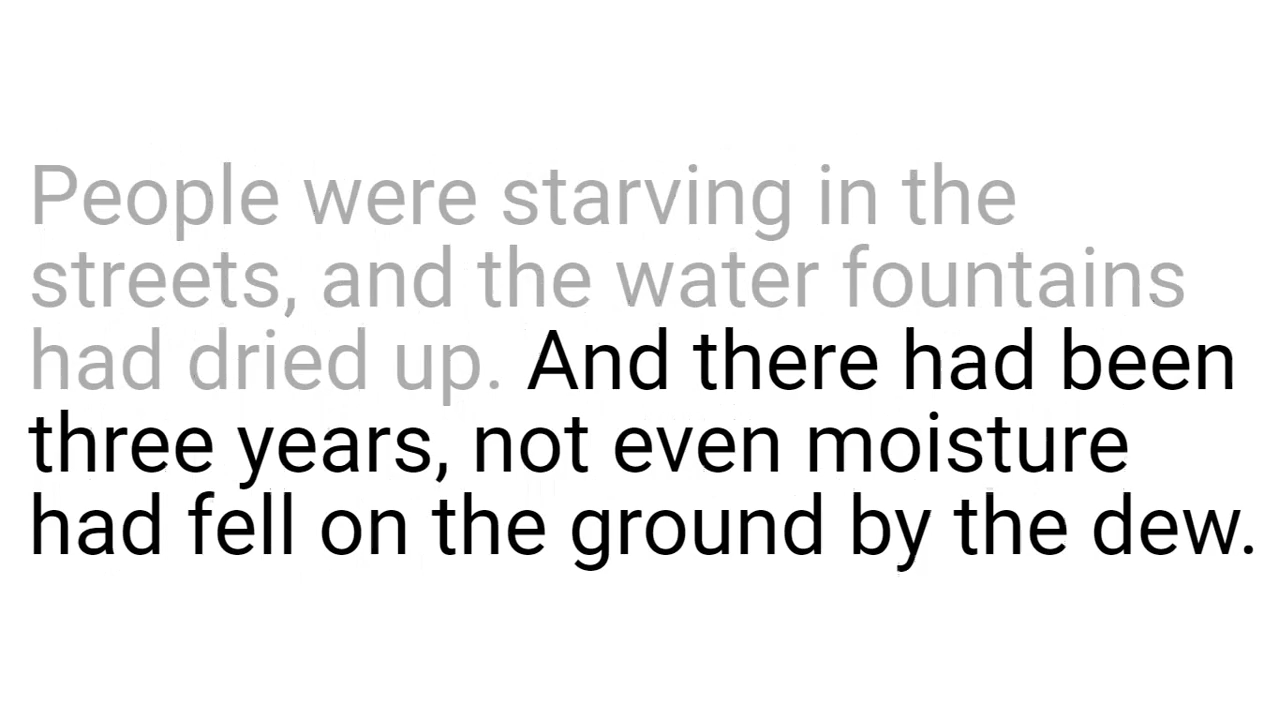 People were starving in the
streets, and the water fountains
had dried up. And there had been
three years, not even moisture
had fell on the ground by the dew.